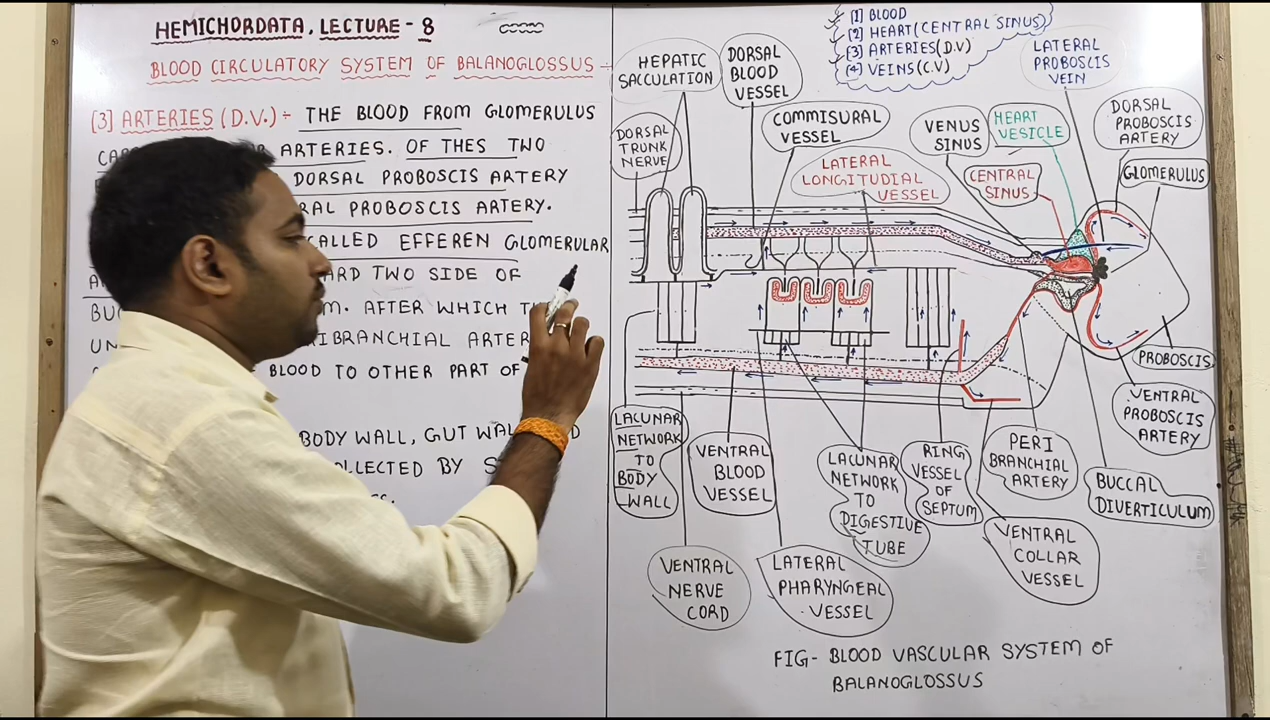 HEMICHORDATA, LECTURE - 8
BLOOD CIRCULATORY SYSTEM OF BALANOGLOSSUS :-
[3] ARTERIES (D.V.) :- THE BLOOD FROM GLOMERULUS
ARTERIES. OF THES TWO
DORSAL PROBOSCIS ARTERY
RAL PROBOSCIS ARTERY.
CALLED EFFEREN GLOMERULAR
ARD TWO SIDE OF
M. AFTER WHICH
IBRANCHIAL ARTER
BLOOD TO OTHER PART OF
BODY WALL, GUT WALL
OLLECTED BY
[1] BLOOD
[2] HEART (CENTRAL SINUS)
[3] ARTERIES (D.V)
[4] VEINS (C.V)
HEPATIC
SACCULATION
DORSAL
BLOOD
VESSEL
LATERAL
PROBOSCIS
VEIN
DORSAL
TRUNK
NERVE
COMMISURAL
VESSEL
LATERAL
LONGITUDIAL
VESSEL
VENUS
SINUS
HEART
VESICLE
CENTRAL
SINUS
DORSAL
PROBOSCIS
ARTERY
GLOMERULUS
PROBOSCIS
VENTRAL
PROBOSCIS
ARTERY
LACUNAR
NETWORK
TO
BODY
WALL
VENTRAL
BLOOD
VESSEL
LACUNAR
NETWORK
TO
DIGESTIVE
TUBE
RING
VESSEL
OF
SEPTUM
PERI
BRANCHIAL
ARTERY
BUCCAL
DIVERTICULUM
VENTRAL
NERVE
CORD
LATERAL
PHARYNGEAL
VESSEL
VENTRAL
COLLAR
VESSEL
FIG- BLOOD VASCULAR SYSTEM OF
BALANOGLOSSUS